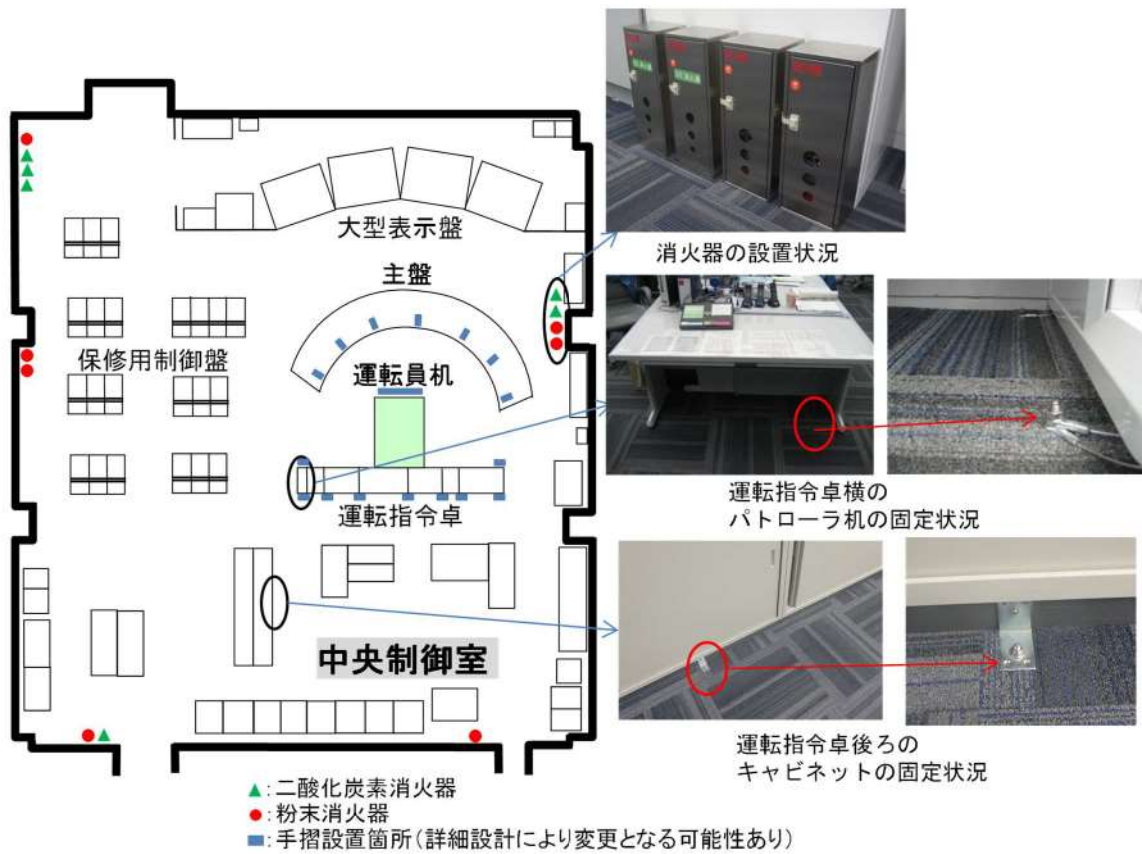 大型表示盤
消火器の設置状況
主盤
保修用制御盤
運転員机
運転指令卓
運転指令卓横の
パトローラ机の固定状況
中央制御室
運転指令卓後ろの
キャビネットの固定状況
▲:二酸化炭素消火器
●:粉末消火器
■:手摺設置箇所(詳細設計により変更となる可能性あり)